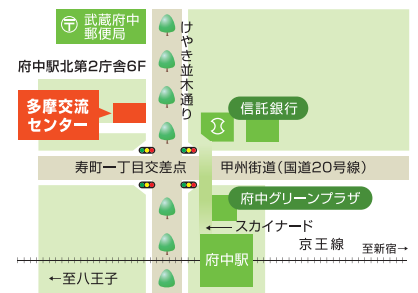 武蔵府中
郵便局
けやき並木通り
府中駅北第2庁舎6F
多摩交流
センター
信託銀行
寿町一丁目交差点
甲州街道(国道20号線)
府中グリーンプラザ
←スカイナード
府中駅
京王線
至新宿→
←至八王子